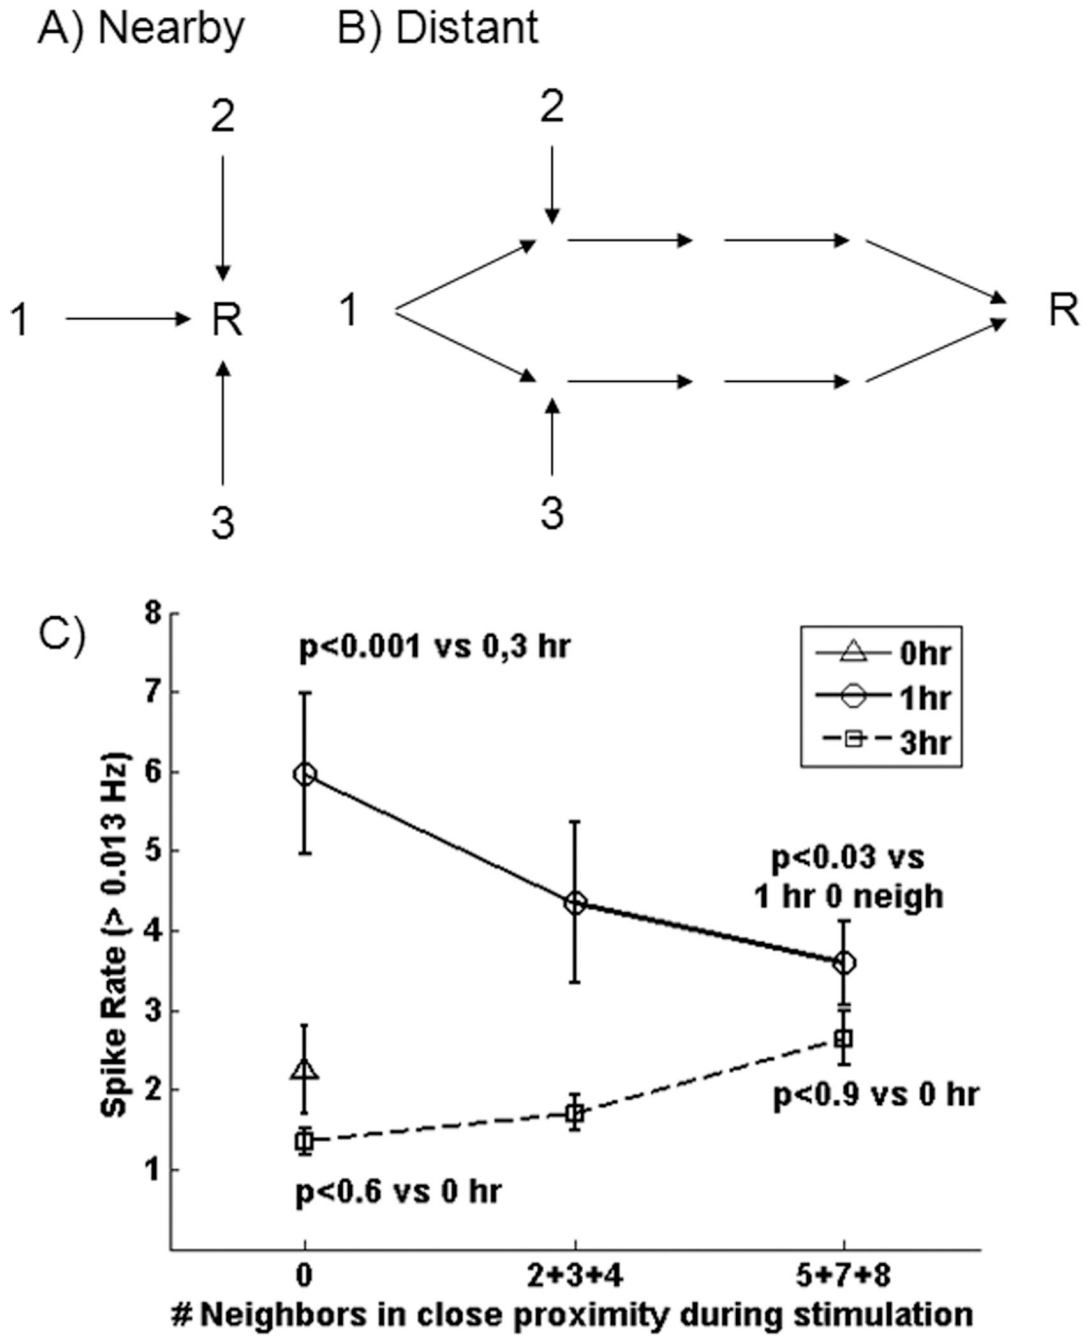 A) Nearby
B) Distant
2
1
R
3
2
1
R
3
C)
8
7
6
5
4
3
2
1
Spike Rate (> 0.013 Hz)
p<0.001 vs 0,3 hr
0hr
1hr
3hr
p<0.03 vs
1 hr 0 neigh
p<0.9 vs 0 hr
p<0.6 vs 0 hr
0
2+3+4
5+7+8
# Neighbors in close proximity during stimulation